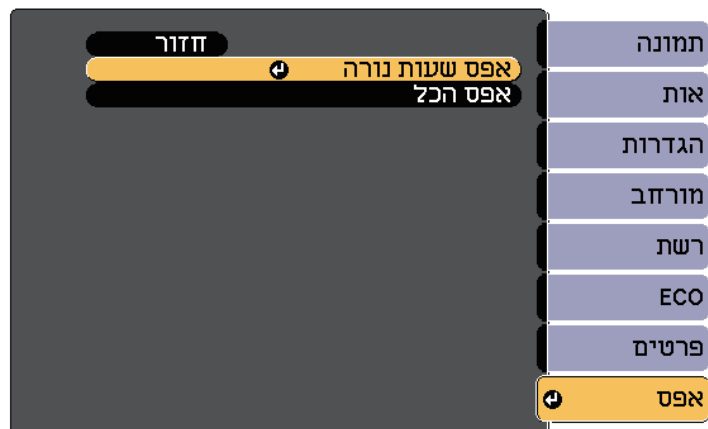 תמונה
אות
הגדרות
מורחב
רשת
ECO
פרטים
אפס
חזור
אפס שעות נורה
אפס הכל